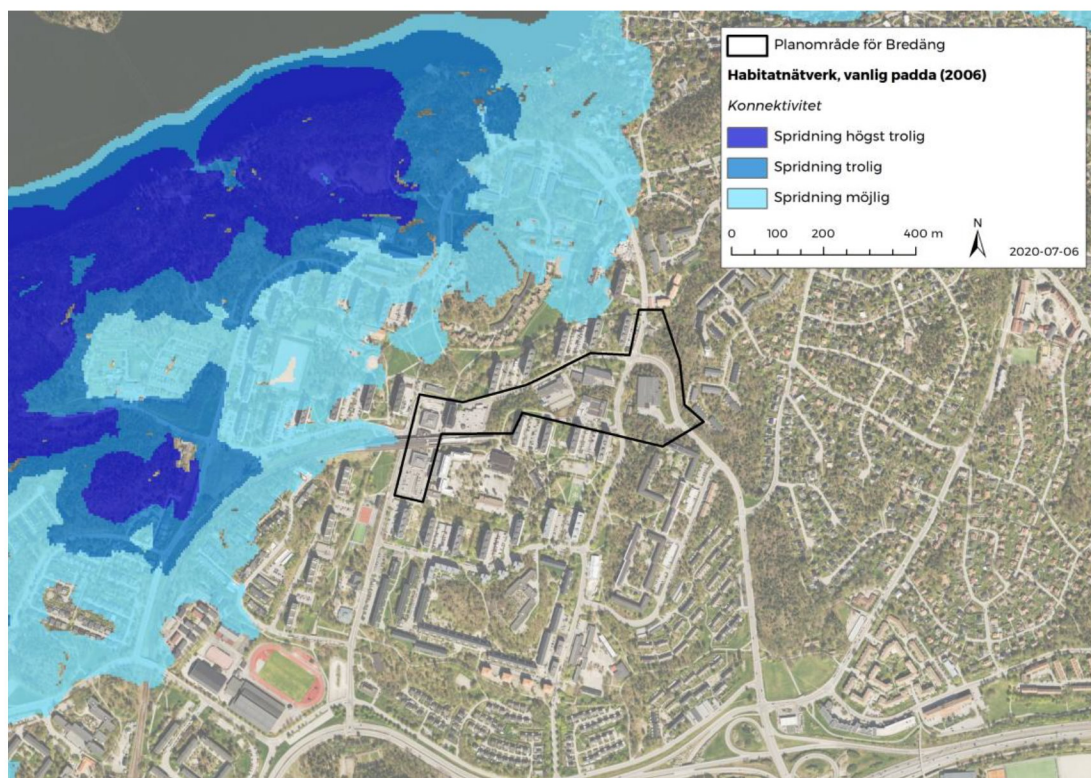 Planområde för Bredäng
Habitatnätverk, vanlig padda (2006)
Konnektivitet
Spridning högst trolig
Spridning trolig
Spridning möjlig
0 100 200 400 m
N
2020-07-06